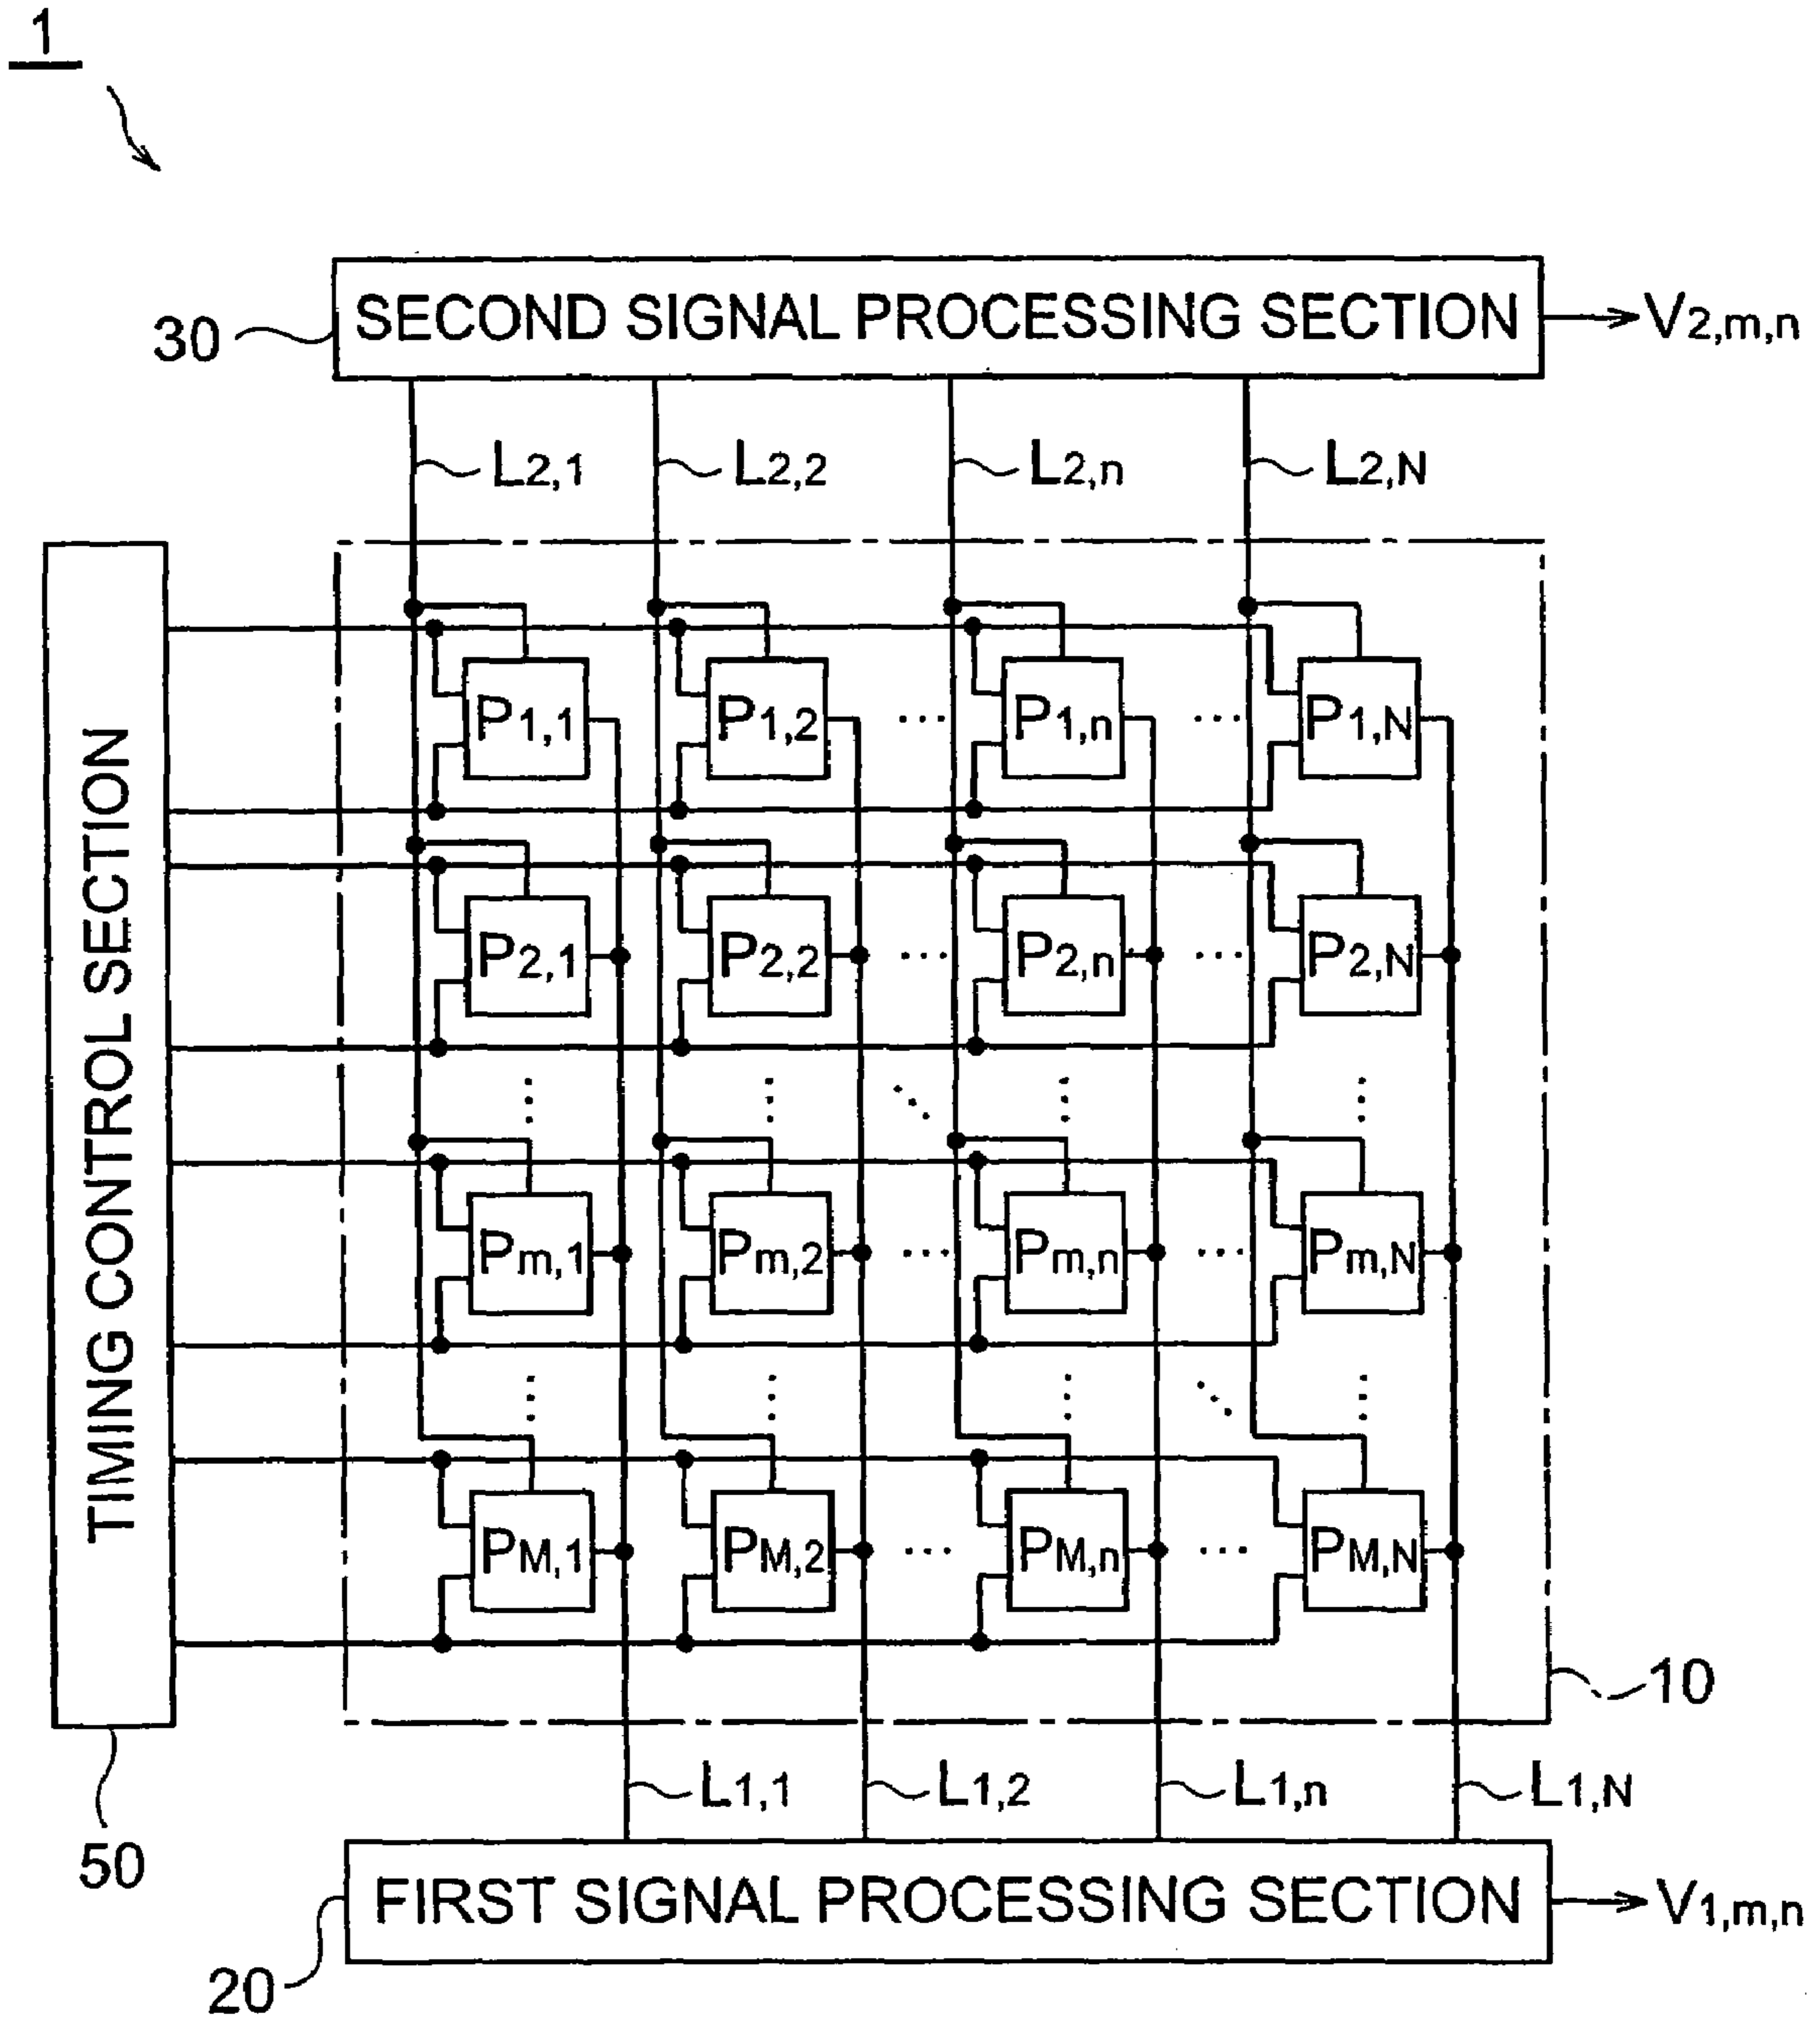 1
SECOND SIGNAL PROCESSING SECTION
V2,m,n
30
L2,1 L2,2 L2,n L2,N
TIMING CONTROL SECTION
P1,1 P1,2 ... P1,n ... P1,N
P2,1 P2,2 ... P2,n ... P2,N
Pm,1 Pm,2 ... Pm,n ... Pm,N
PM,1 PM,2 ... PM,n ... PM,N
10
L1,1 L1,2 L1,n L1,N
50
FIRST SIGNAL PROCESSING SECTION
V1,m,n
20